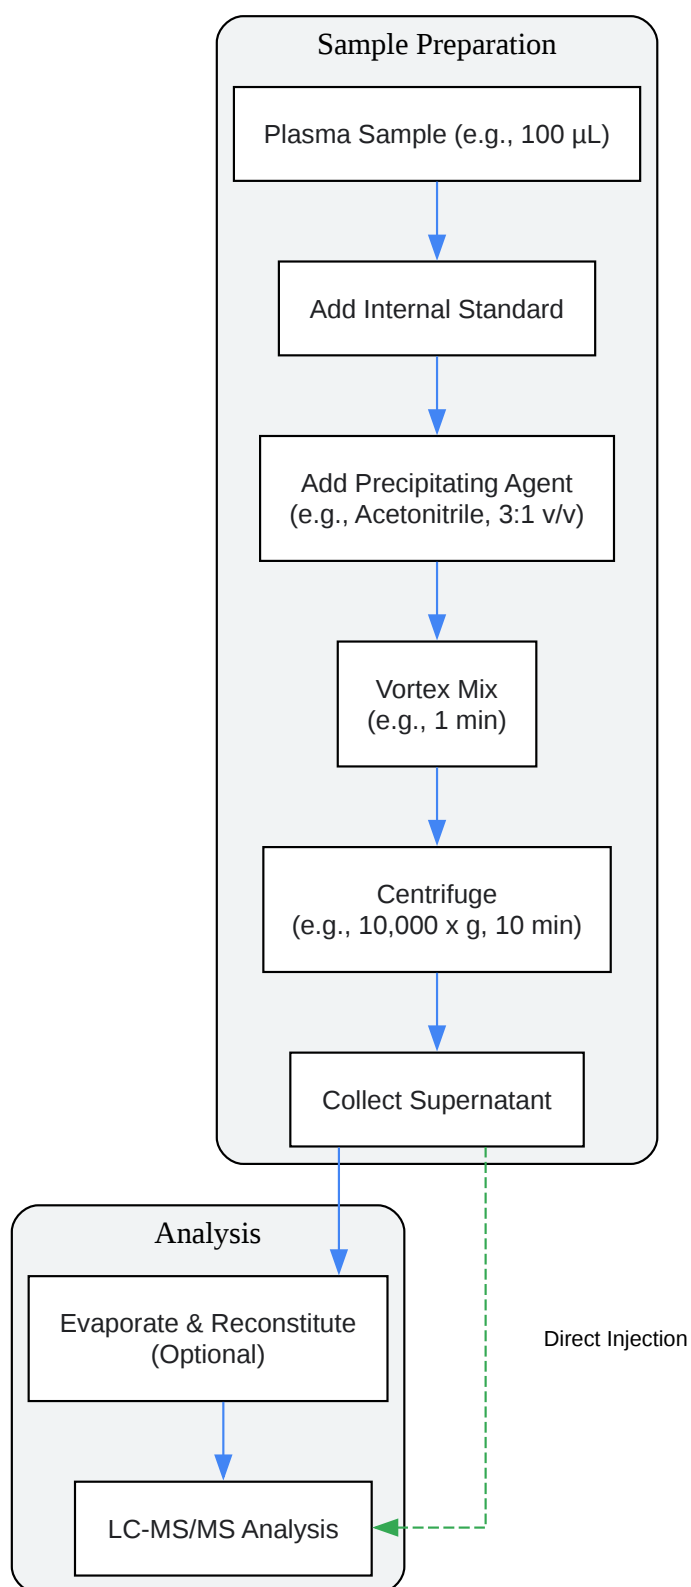 Sample Preparation
Plasma Sample (e.g., 100 µL)
Add Internal Standard
Add Precipitating Agent
(e.g., Acetonitrile, 3:1 v/v)
Vortex Mix
(e.g., 1 min)
Centrifuge
(e.g., 10,000 x g, 10 min)
Collect Supernatant
Analysis
Evaporate & Reconstitute
(Optional)
Direct Injection
LC-MS/MS Analysis